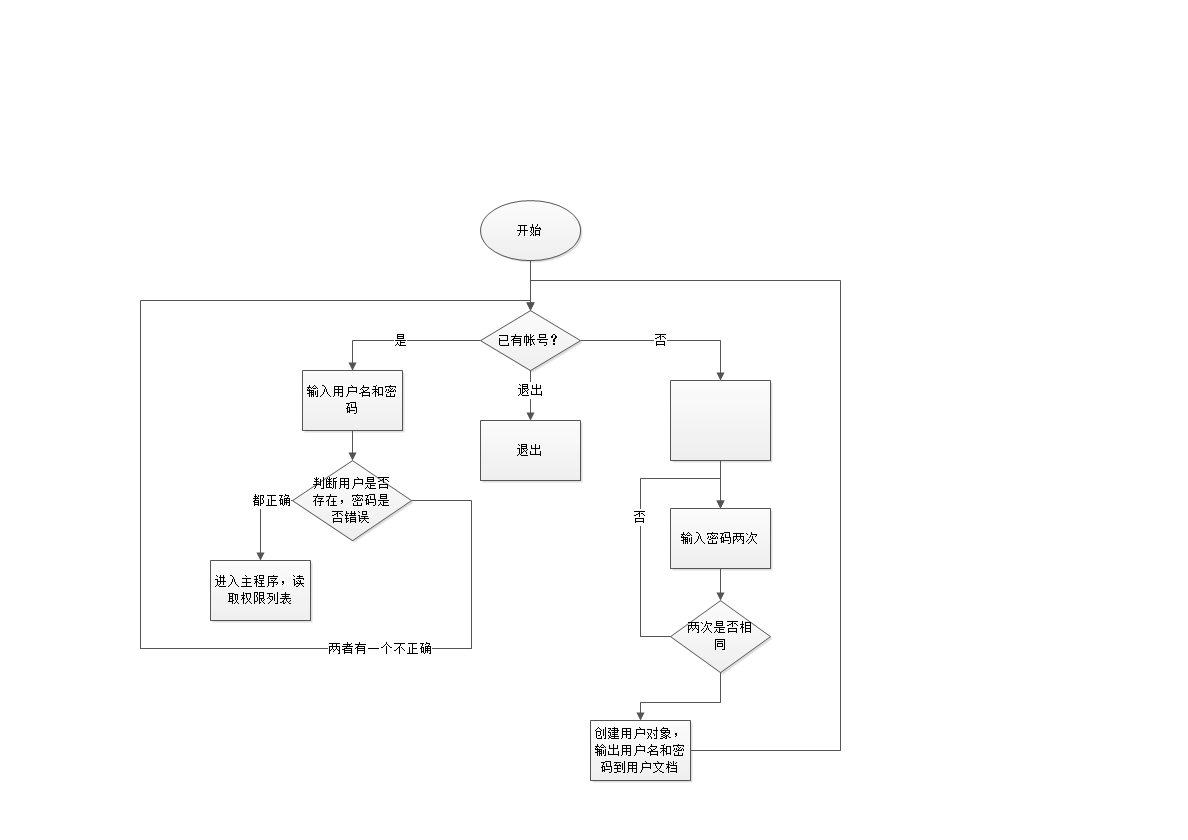 开始
已有帐号？
是
否
退出
输入用户名和密
码
退出
判断用户是否
存在，密码是
否错误
都正确
进入主程序，读
取权限列表
两者有一个不正确
否
输入密码两次
两次是否相
同
创建用户对象，
输出用户名和密
码到用户文档